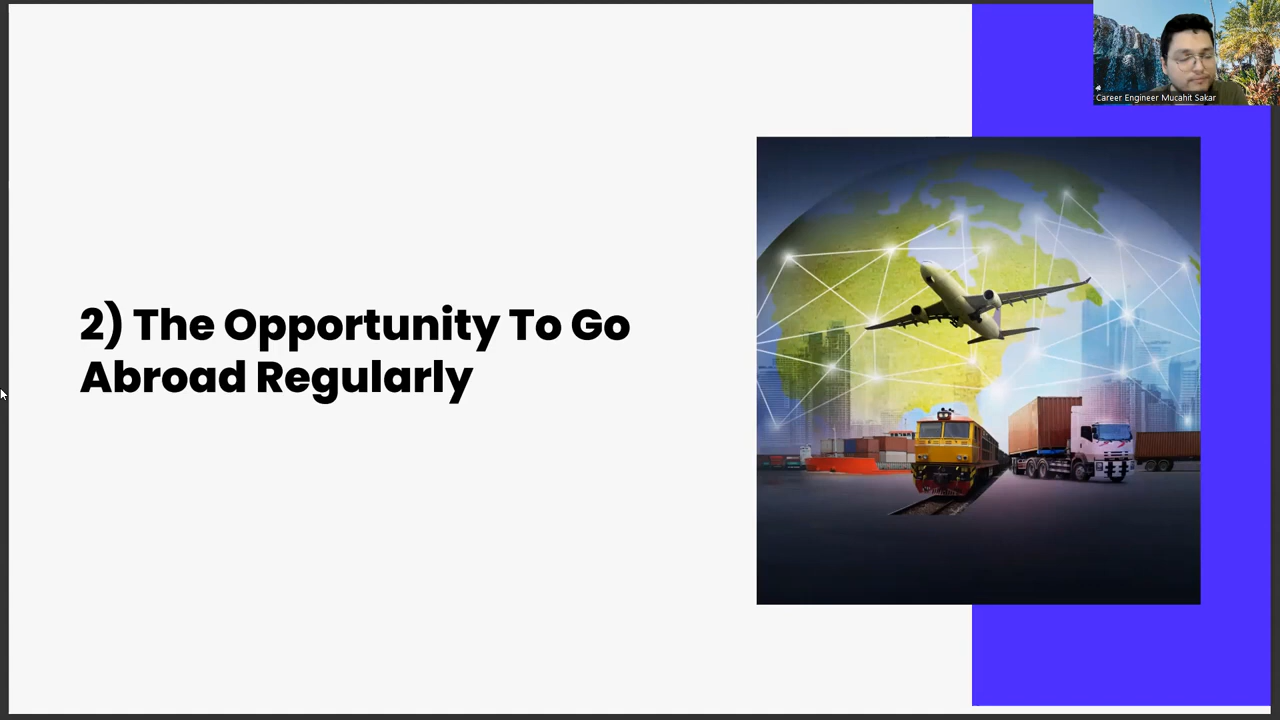 Career Engineer Mucahit Sakar
2) The Opportunity To Go
Abroad Regularly